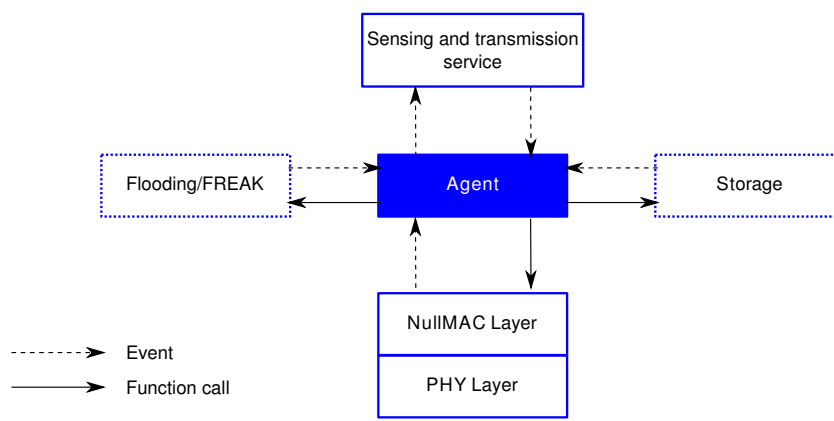 Sensing and transmission
service
Flooding/FREAK
Agent
Storage
NullMAC Layer
PHY Layer
Event
Function call